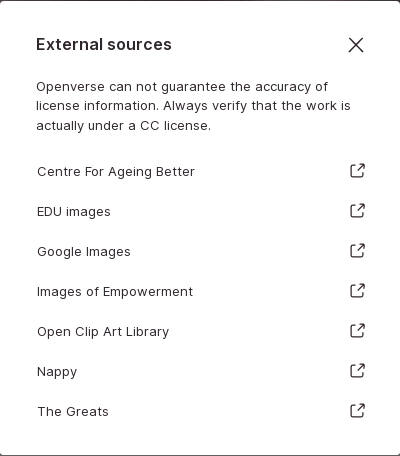 External sources
Openverse can not guarantee the accuracy of
license information. Always verify that the work is
actually under a CC license.
Centre For Ageing Better
EDU images
Google Images
Images of Empowerment
Open Clip Art Library
Nappy
The Greats